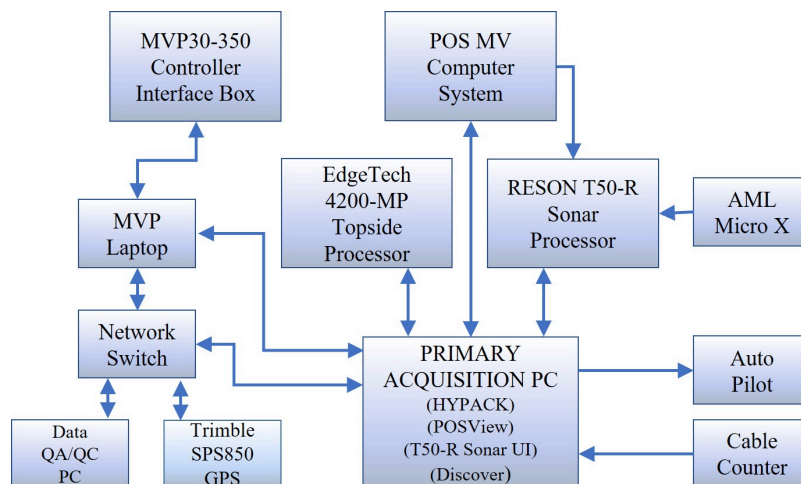 MVP30-350
Controller
Interface Box
POS MV
Computer
System
EdgeTech
4200-MP
Topside
Processor
RESON T50-R
Sonar
Processor
AML
Micro X
MVP
Laptop
Network
Switch
PRIMARY
ACQUISITION PC
(HYPACK)
(POSView)
(T50-R Sonar UI)
(Discover)
Auto
Pilot
Data
QA/QC
PC
Trimble
SPS850
GPS
Cable
Counter